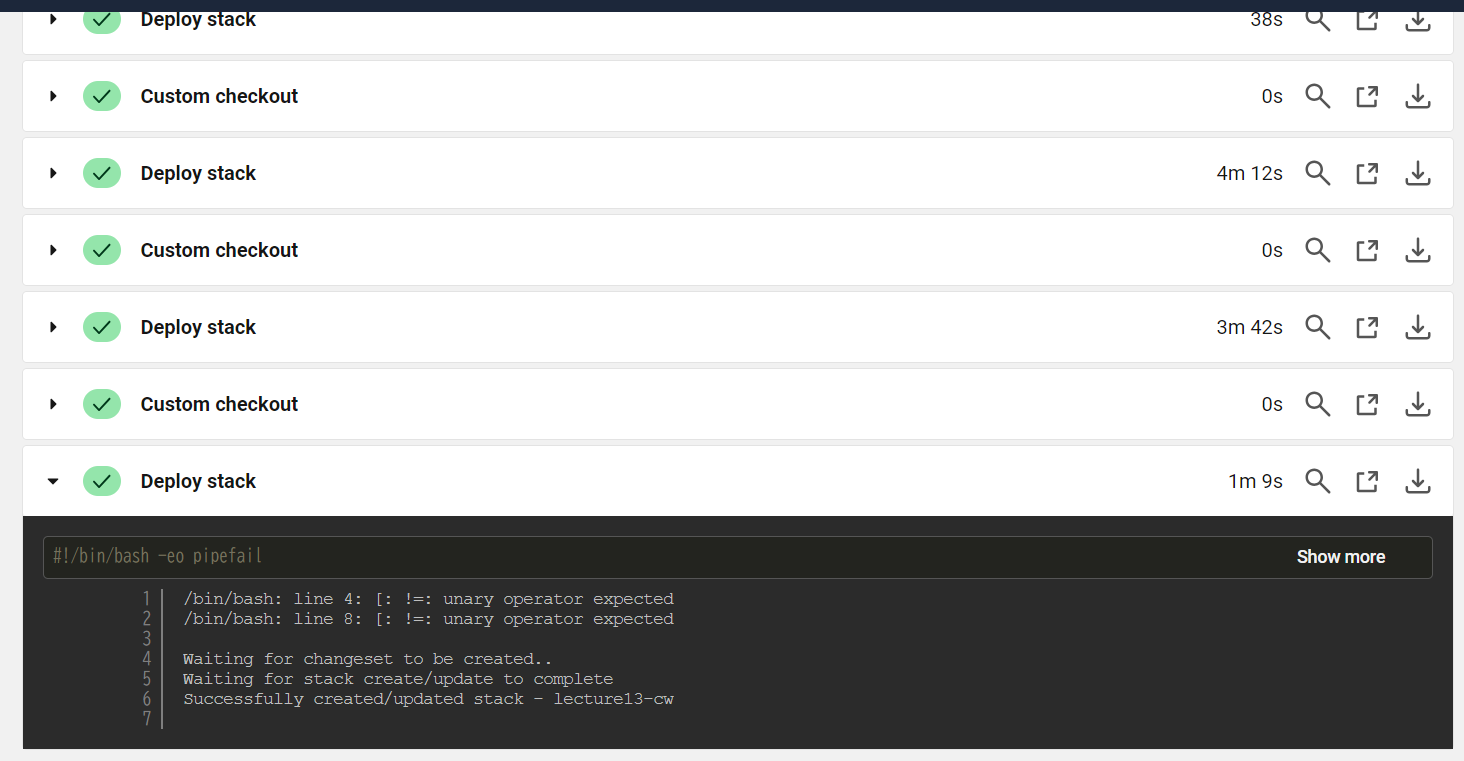 Deploy stack 38s
Custom checkout 0s
Deploy stack 4m 12s
Custom checkout 0s
Deploy stack 3m 42s
Custom checkout 0s
Deploy stack 1m 9s
#!/bin/bash -eo pipefail Show more
1 /bin/bash: line 4: [: !=: unary operator expected
2 /bin/bash: line 8: [: !=: unary operator expected
3
4 Waiting for changeset to be created..
5 Waiting for stack create/update to complete
6 Successfully created/updated stack - lecture13-cw
7